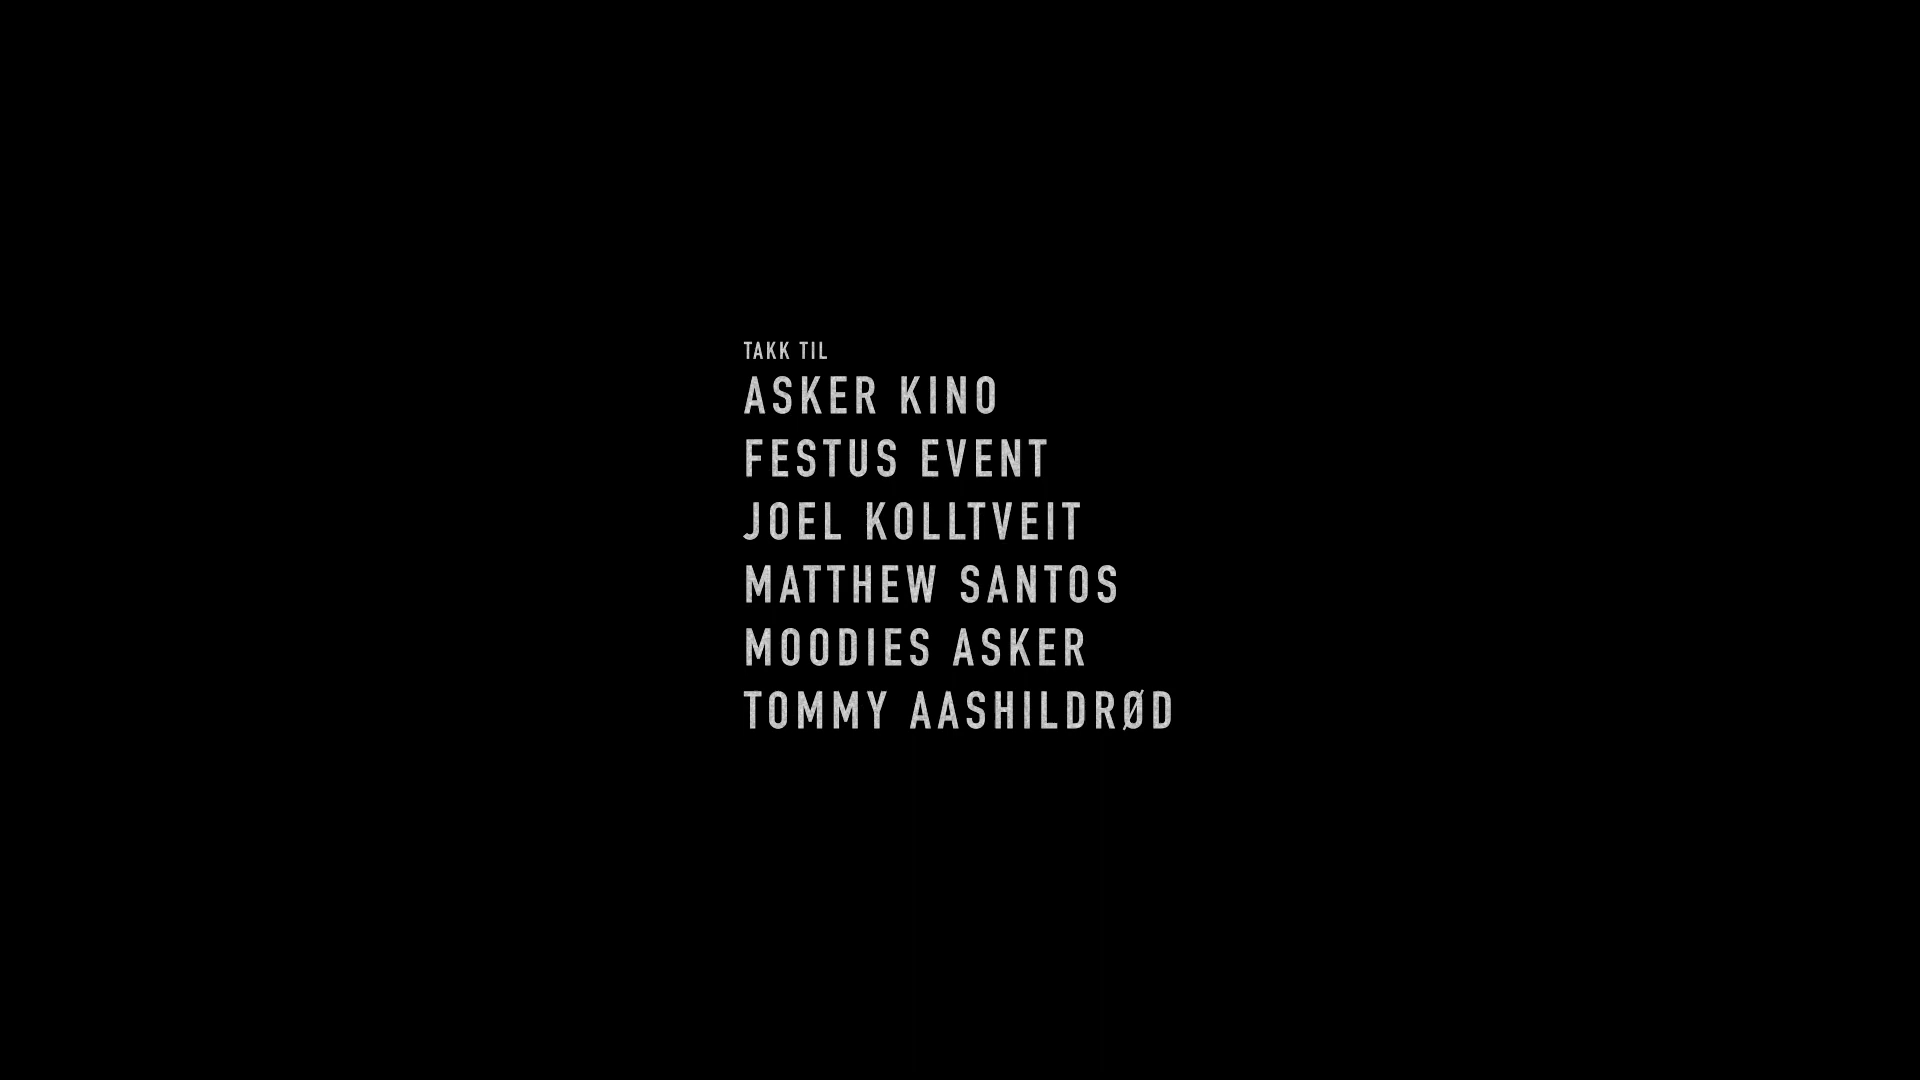 TAKK TIL
ASKER KINO
FESTUS EVENT
JOEL KOLLTVEIT
MATTHEW SANTOS
MOODIES ASKER
TOMMY AASHILDRØD